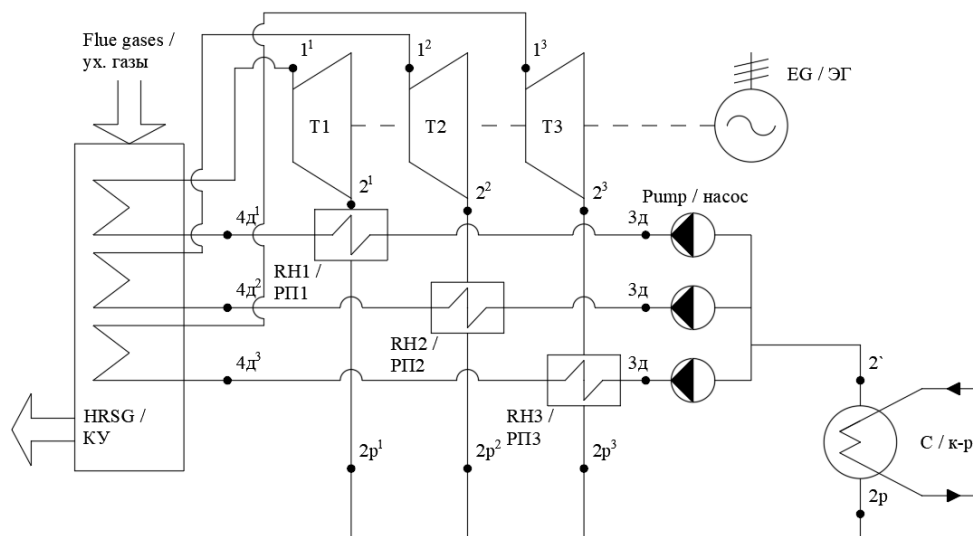 Flue gases /
ух. газы
1¹
1²
1³
EG / ЭГ
T1
T2
T3
2¹
2²
2³
Pump / насос
4д¹
3д
RH1 /
РП1
4д²
3д
RH2 /
РП2
4д³
3д
2`
HRSG /
КУ
RH3 /
РП3
C / к-р
2р¹
2р²
2р³
2р